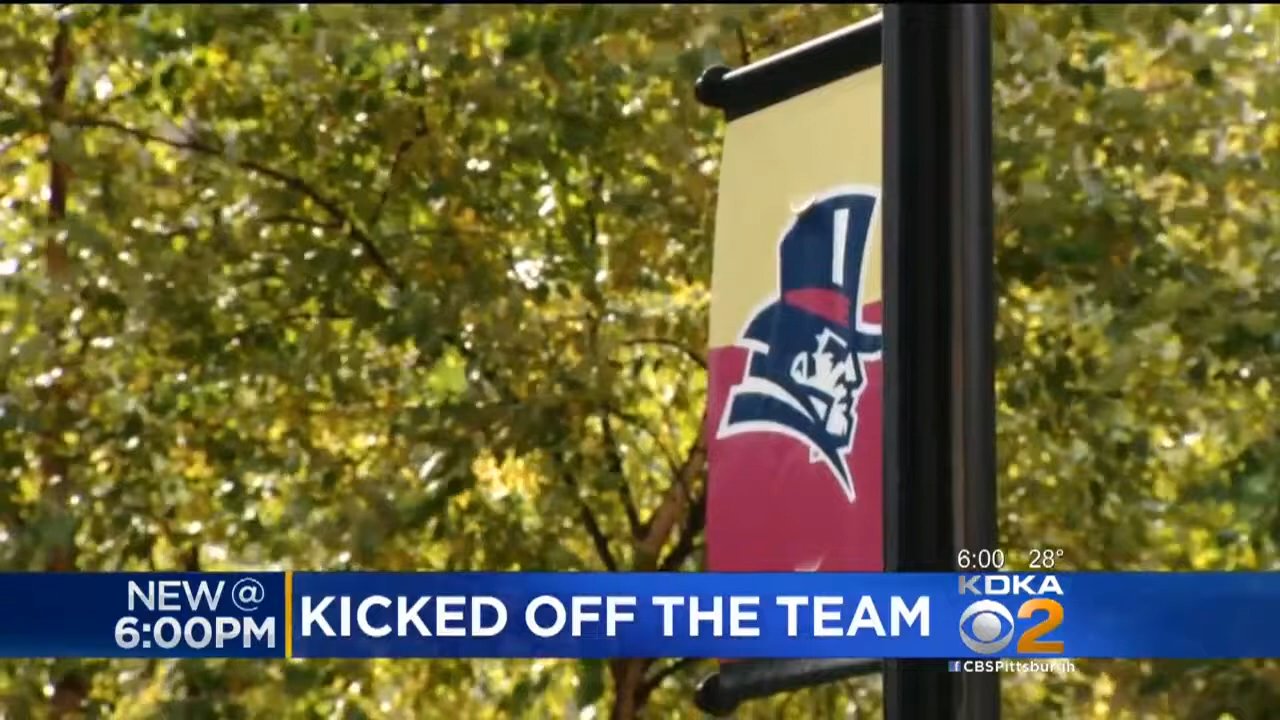 6:00 28°
NEW @
6:00PM
KICKED OFF THE TEAM
KDKA
2
CBSPittsburgh